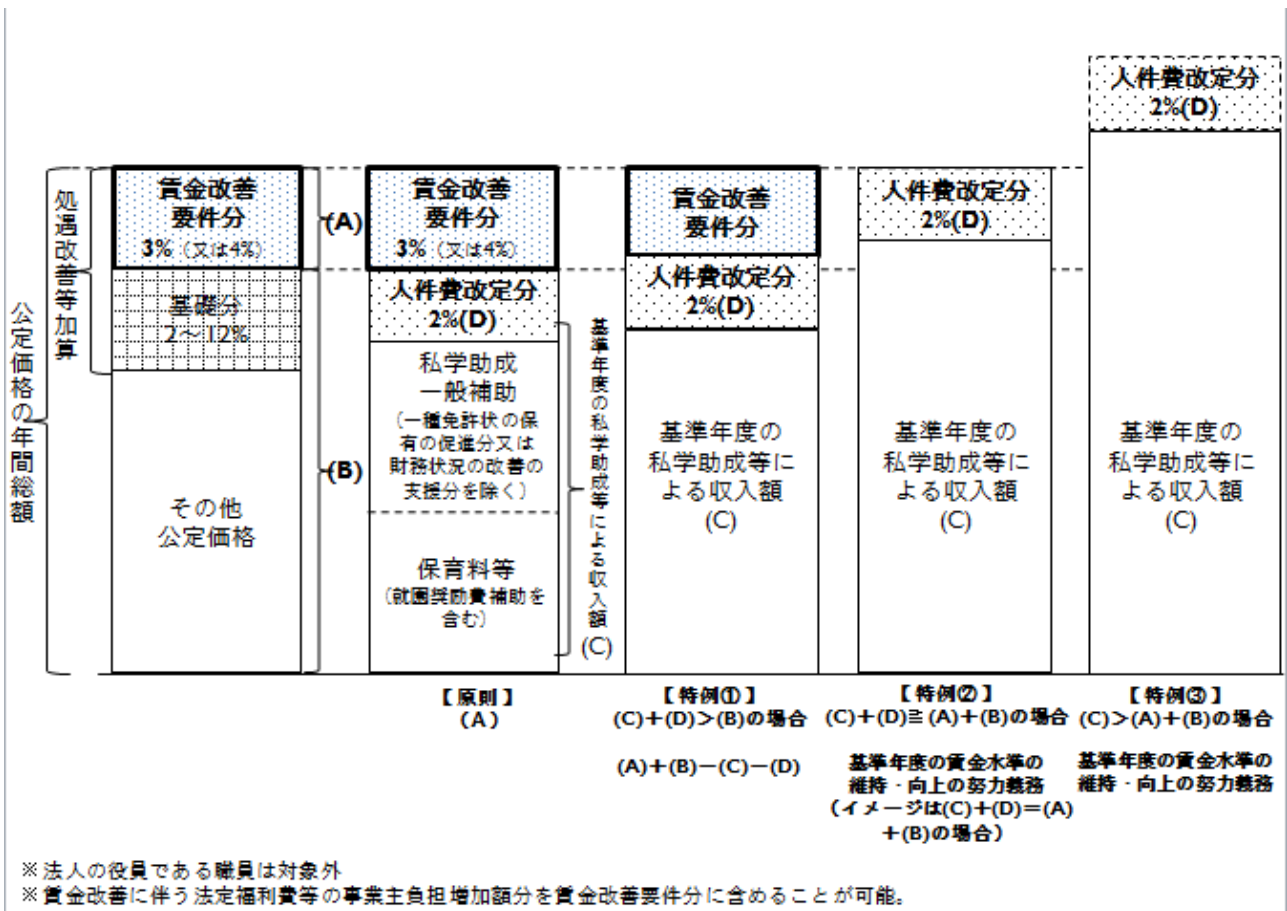 公定価格の年間総額
処遇改善等加算
賃金改善
要件分
3%（又は4%）
基礎分
2～12%
その他
公定価格
(A)
(B)
賃金改善
要件分
3%（又は4%）
人件費改定分
2%(D)
私学助成
一般補助
（一種免許状の保
有の促進分又は
財務状況の改善の
支援分を除く）
保育料等
（就園奨励費補助を
含む）
基準年度の私学助成等による収入額
(C)
賃金改善
要件分
人件費改定分
2%(D)
基準年度の
私学助成等に
よる収入額
(C)
人件費改定分
2%(D)
基準年度の
私学助成等に
よる収入額
(C)
人件費改定分
2%(D)
基準年度の
私学助成等に
よる収入額
(C)
【原則】
（A）
【特例①】
(C)+(D)>(B)の場合
(A)+(B)－(C)－(D)
【特例②】
(C)+(D)≧(A)+(B)の場合
基準年度の賃金水準の
維持・向上の努力義務
（イメージは(C)+(D)＝(A)
+(B)の場合）
【特例③】
(C)>(A)+(B)の場合
基準年度の賃金水準の
維持・向上の努力義務
※法人の役員である職員は対象外
※賃金改善に伴う法定福利費等の事業主負担増加額分を賃金改善要件分に含めることが可能。